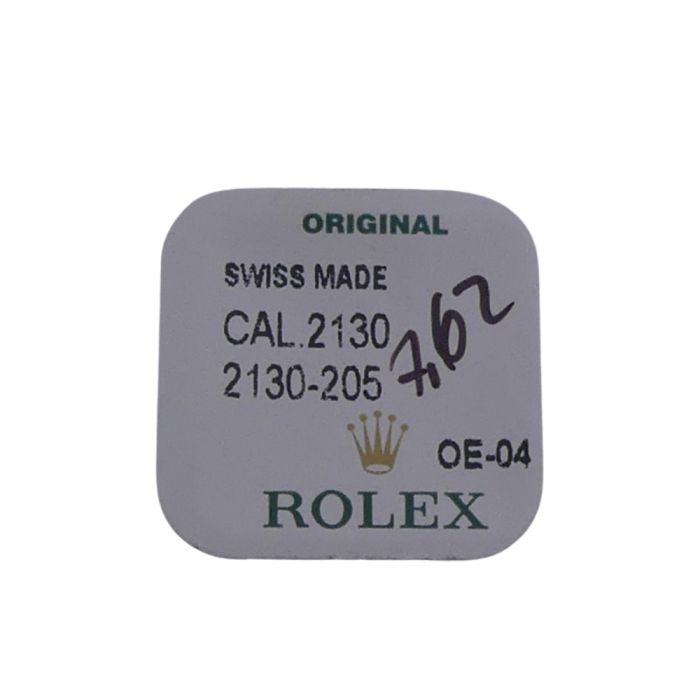 ORIGINAL
SWISS MADE
CAL.2130
2130-205
7,62
OE-04
ROLEX